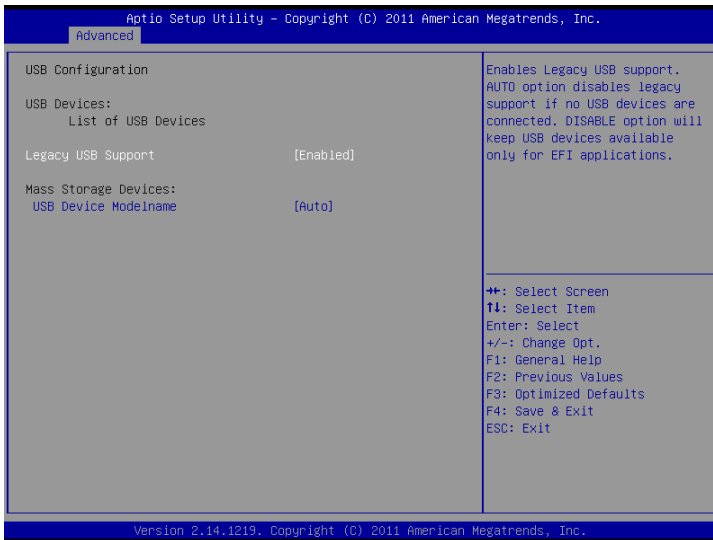 Aptio Setup Utility – Copyright (C) 2011 American Megatrends, Inc.
Advanced
USB Configuration
USB Devices:
List of USB Devices
Legacy USB Support [Enabled]
Mass Storage Devices:
USB Device Modelname [Auto]
Enables Legacy USB support.
AUTO option disables legacy
support if no USB devices are
connected. DISABLE option will
keep USB devices available
only for EFI applications.
→←: Select Screen
↑↓: Select Item
Enter: Select
+/-: Change Opt.
F1: General Help
F2: Previous Values
F3: Optimized Defaults
F4: Save & Exit
ESC: Exit
Version 2.14.1219. Copyright (C) 2011 American Megatrends, Inc.